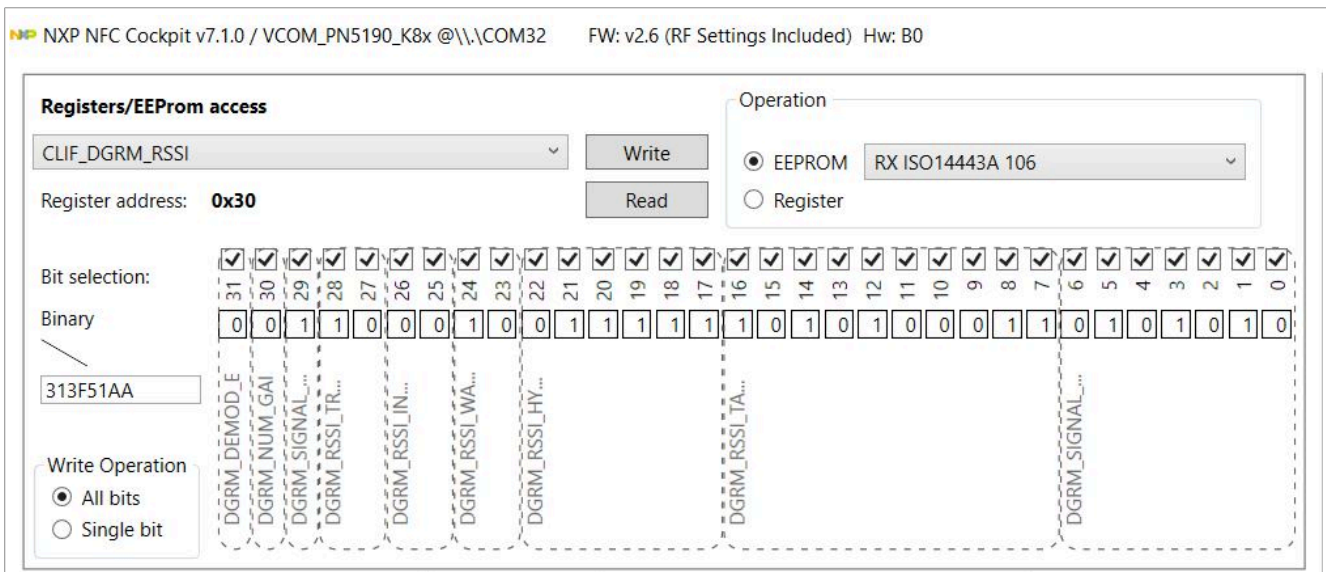 NXP NXP NFC Cockpit v7.1.0 / VCOM_PN5190_K8x @\\.\COM32 FW: v2.6 (RF Settings Included) Hw: B0
Registers/EEProm access
Operation
CLIF_DGRM_RSSI Write
EEPROM RX ISO14443A 106
Register address: 0x30 Read
Register
Bit selection:
31 30 29 28 27 26 25 24 23 22 21 20 19 18 17 16 15 14 13 12 11 10 9 8 7 6 5 4 3 2 1 0
Binary 0 0 1 1 0 0 0 1 0 0 1 1 1 1 1 1 0 1 0 1 0 0 0 1 1 0 1 0 1 0 1 0
313F51AA
DGRM_DEMOD_E
DGRM_NUM_GAI
DGRM_SIGNAL_...
DGRM_RSSI_TR...
DGRM_RSSI_IN...
DGRM_RSSI_WA...
DGRM_RSSI_HY...
DGRM_RSSI_TA...
DGRM_SIGNAL_...
Write Operation
All bits
Single bit